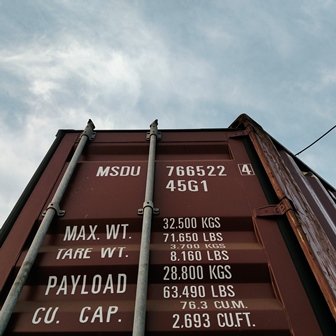 MSDU 766522 4
45G1
MAX. WT. 32.500 KGS
71.650 LBS
TARE WT. 3.700 KGS
8.160 LBS
PAYLOAD 28.800 KGS
63.490 LBS
CU. CAP. 76.3 CU.M.
2.693 CU.FT.